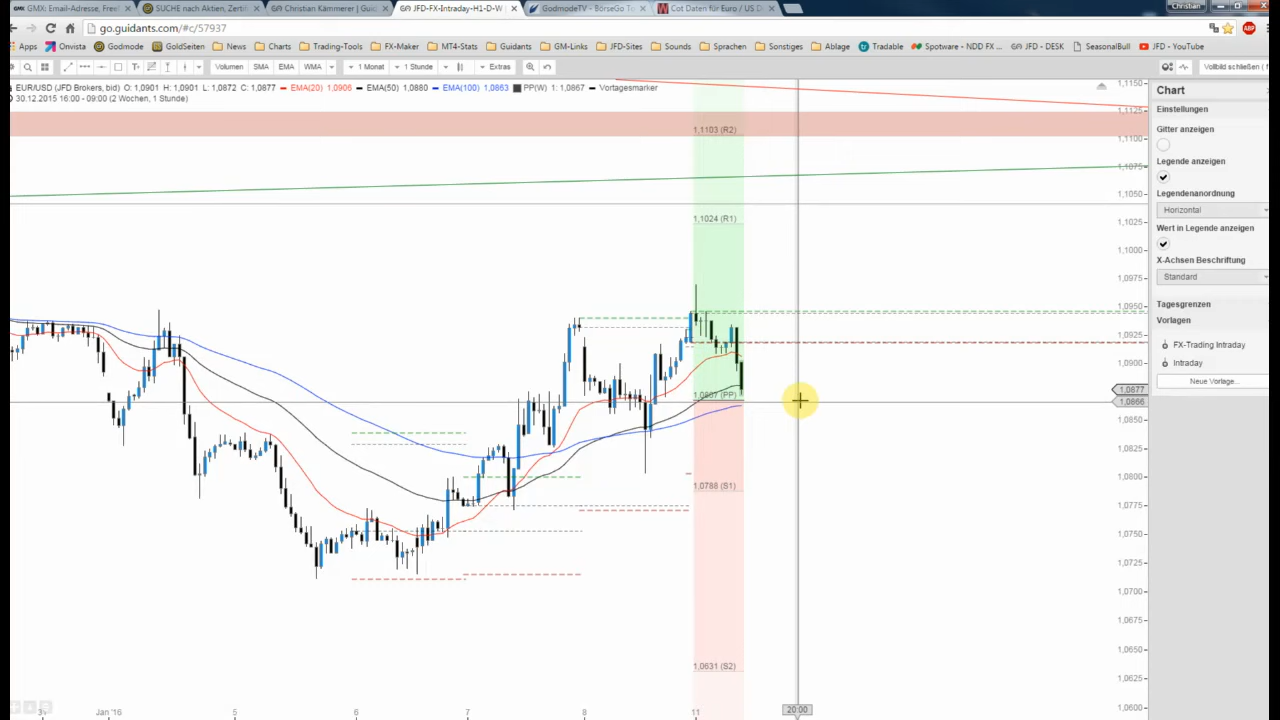 GMX: Email-Adresse, FreeM
SUCHE nach Aktien, Zertifi
Christian Kämmerer | Guid
JFD-FX-Intraday-H1-D-W |
GodmodeTV - BörseGo T
Cot Daten für Euro / US D
Christian
go.guidants.com/#c/57937
Apps Onvista Godmode GoldSeiten News Charts Trading-Tools FX-Maker MT4-Stats Guidants GM-Links JFD-Sites Sounds Sprachen Sonstiges Ablage Tradable Spotware - NDD FX ... JFD - DESK SeasonalBull JFD - YouTube
Volumen SMA EMA WMA 1 Monat 1 Stunde Extras Vollbild schließen ( f
EUR/USD (JFD Brokers, bid) O: 1,0901 H: 1,0901 L: 1,0872 C: 1,0877 EMA(20) 1,0906 EMA(50) 1,0880 EMA(100) 1,0863 PP(W) 1: 1,0867 Vortagesmarker
30.12.2015 16:00 - 09:00 (2 Wochen, 1 Stunde)
1,1103 (R2)
1,1024 (R1)
1,0867 (PP)
1,0788 (S1)
1,0631 (S2)
1,1150
1,1125
1,1100
1,1075
1,1050
1,1025
1,1000
1,0975
1,0950
1,0925
1,0900
1,0877
1,0866
1,0850
1,0825
1,0800
1,0775
1,0750
1,0725
1,0700
1,0675
1,0650
1,0625
1,0600
Jan '16 5 6 7 8 11 20:00
Chart
Einstellungen
Gitter anzeigen
Legende anzeigen
Legendenanordnung
Horizontal
Wert in Legende anzeigen
X-Achsen Beschriftung
Standard
Tagesgrenzen
Vorlagen
FX-Trading Intraday
Intraday
Neue Vorlage...